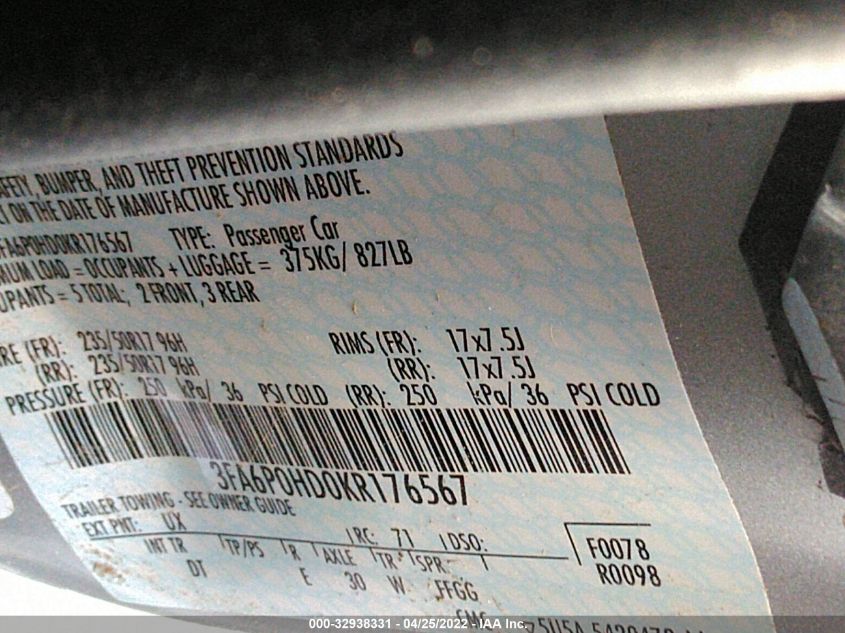 AFETY, BUMPER, AND THEFT PREVENTION STANDARDS
CT ON THE DATE OF MANUFACTURE SHOWN ABOVE.
FA6P0HD0KR176567 TYPE: Passenger Car
MUM LOAD = OCCUPANTS + LUGGAGE = 375KG/ 827LB
UPANTS = 5 TOTAL; 2 FRONT, 3 REAR
RE (FR): 235/50R17 96H RIMS (FR): 17x7.5J
(RR): 235/50R17 96H (RR): 17x7.5J
PRESSURE (FR): 250 kPa/ 36 PSI COLD (RR): 250 kPa/ 36 PSI COLD
3FA6P0HD0KR176567
TRAILER TOWING - SEE OWNER GUIDE
EXT PNT: UX RC: 71 DSO:
INT TR TP/PS R AXLE TR* SPR: F0078
DT E 30 W FFGG R0098
000-32938331 - 04/25/2022 - IAA Inc.